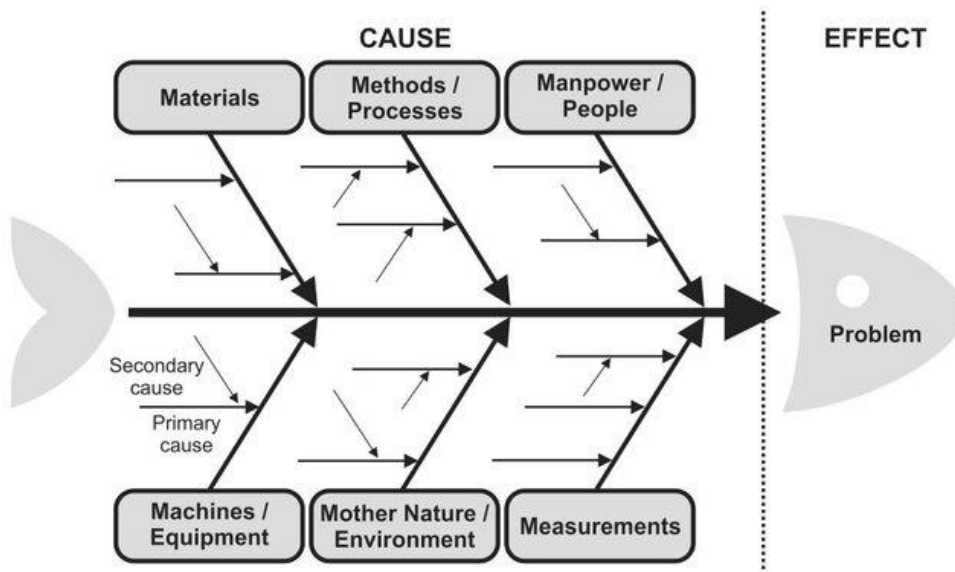 CAUSE
EFFECT
Materials
Methods /
Processes
Manpower /
People
Problem
Secondary
cause
Primary
cause
Machines /
Equipment
Mother Nature /
Environment
Measurements